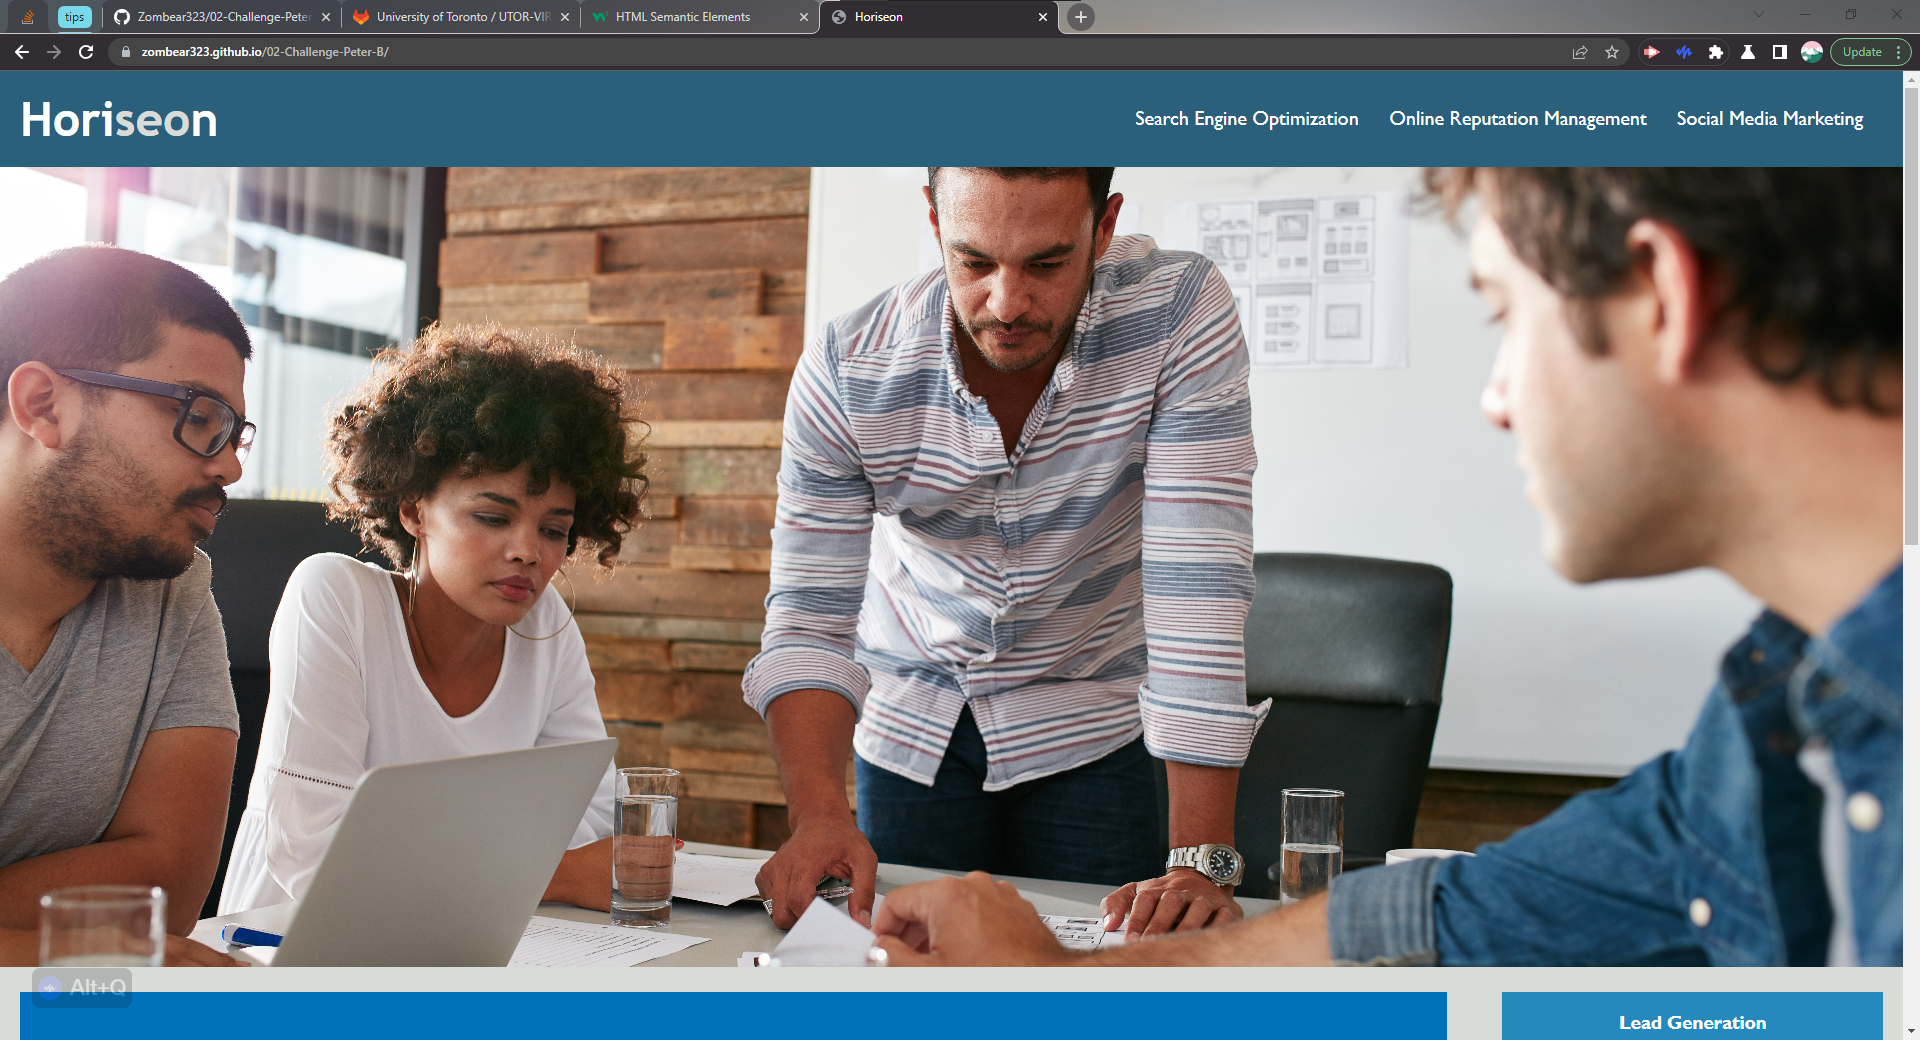 tips
Zombear323/02-Challenge-Peter
University of Toronto / UTOR-VIR
HTML Semantic Elements
Horiseon
zombear323.github.io/02-Challenge-Peter-B/
Update
Horiseon
Search Engine Optimization
Online Reputation Management
Social Media Marketing
Alt+Q
Lead Generation